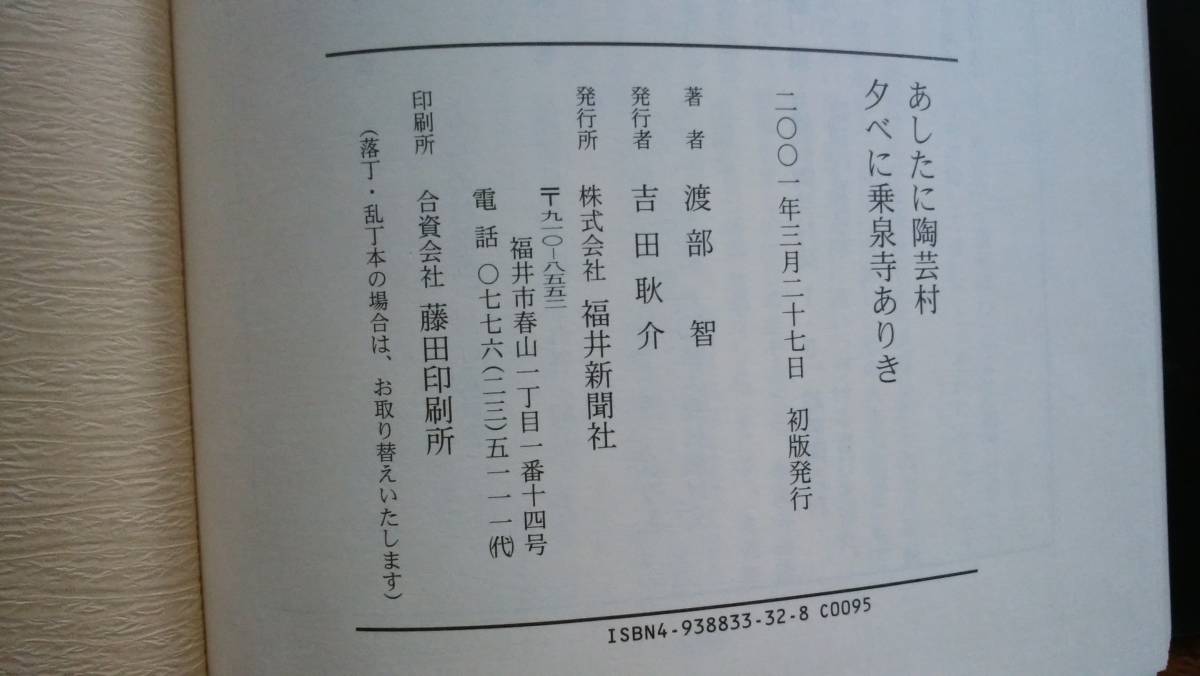 あしたに陶芸村
夕べに乗泉寺ありき
二〇〇一年三月二十七日 初版発行
著者 渡部 智
発行者 吉田耿介
発行所 株式会社 福井新聞社
〒九一〇―八五五二
福井市春山一丁目一番十四号
電話 〇七七六(二三)五一一一(代)
印刷所 合資会社 藤田印刷所
(落丁・乱丁本の場合は、お取り替えいたします)
ISBN4-938833-32-8 C0095